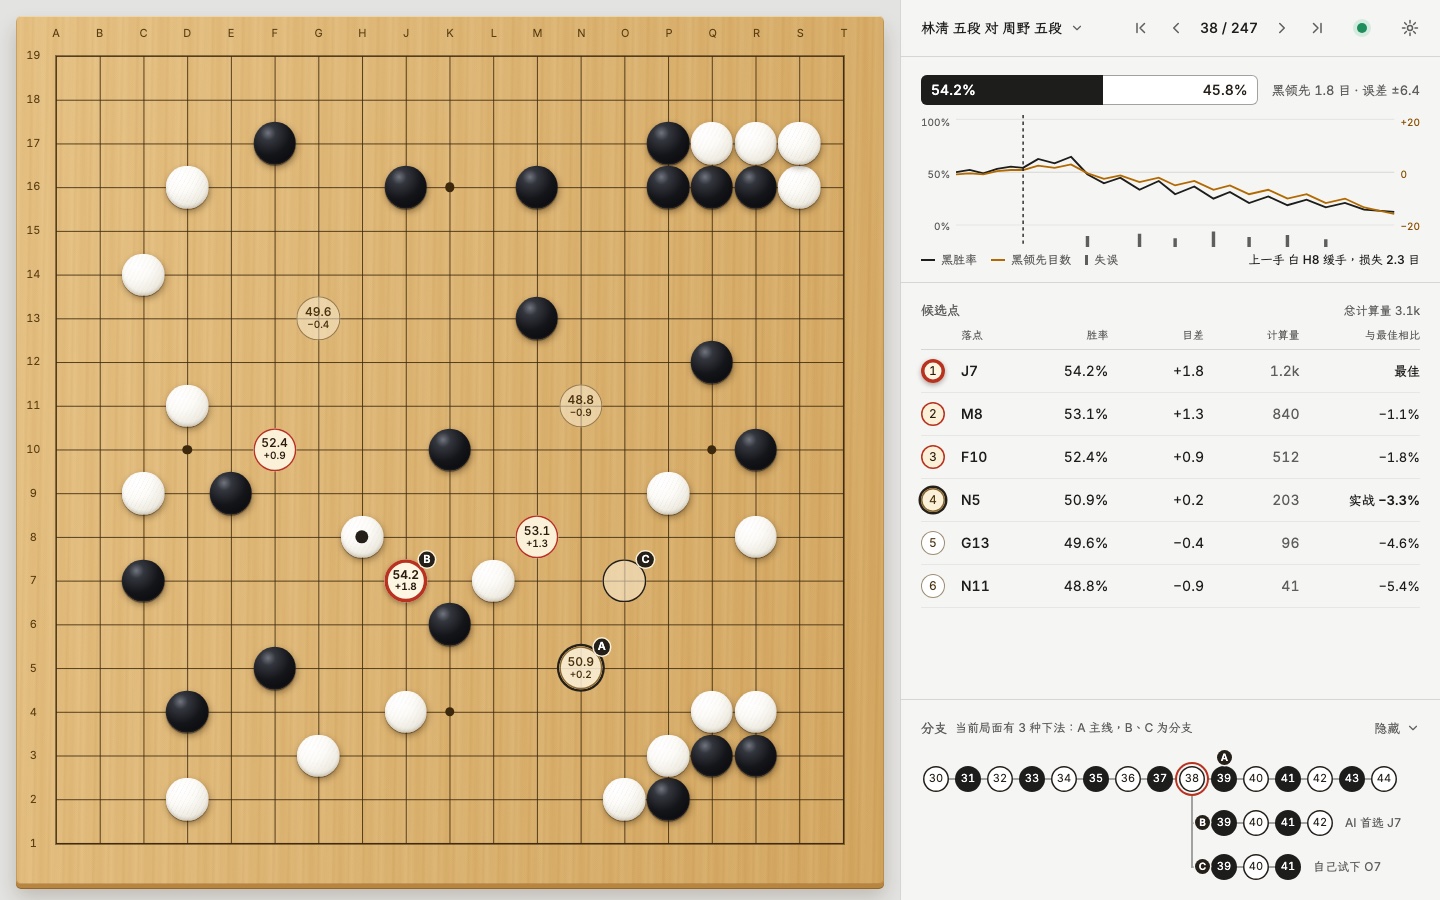 A B C D E F G H J K L M N O P Q R S T
19
18
17
16
15
14
13
12
11
10
9
8
7
6
5
4
3
2
1
49.6
−0.4
48.8
−0.9
52.4
+0.9
53.1
+1.3
B
54.2
+1.8
C
A
50.9
+0.2
林清 五段 对 周野 五段
38 / 247
54.2% 45.8% 黑领先 1.8 目 · 误差 ±6.4
100% +20
50% 0
0% −20
黑胜率 黑领先目数 失误 上一手 白 H8 缓手，损失 2.3 目
候选点 总计算量 3.1k
落点 胜率 目差 计算量 与最佳相比
1 J7 54.2% +1.8 1.2k 最佳
2 M8 53.1% +1.3 840 −1.1%
3 F10 52.4% +0.9 512 −1.8%
4 N5 50.9% +0.2 203 实战 −3.3%
5 G13 49.6% −0.4 96 −4.6%
6 N11 48.8% −0.9 41 −5.4%
分支 当前局面有 3 种下法：A 主线，B、C 为分支 隐藏
A
30 31 32 33 34 35 36 37 38 39 40 41 42 43 44
B 39 40 41 42 AI 首选 J7
C 39 40 41 自己试下 O7